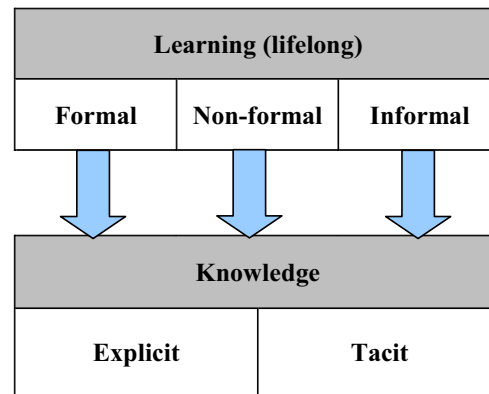 Learning (lifelong)
Formal Non-formal Informal
Knowledge
Explicit Tacit